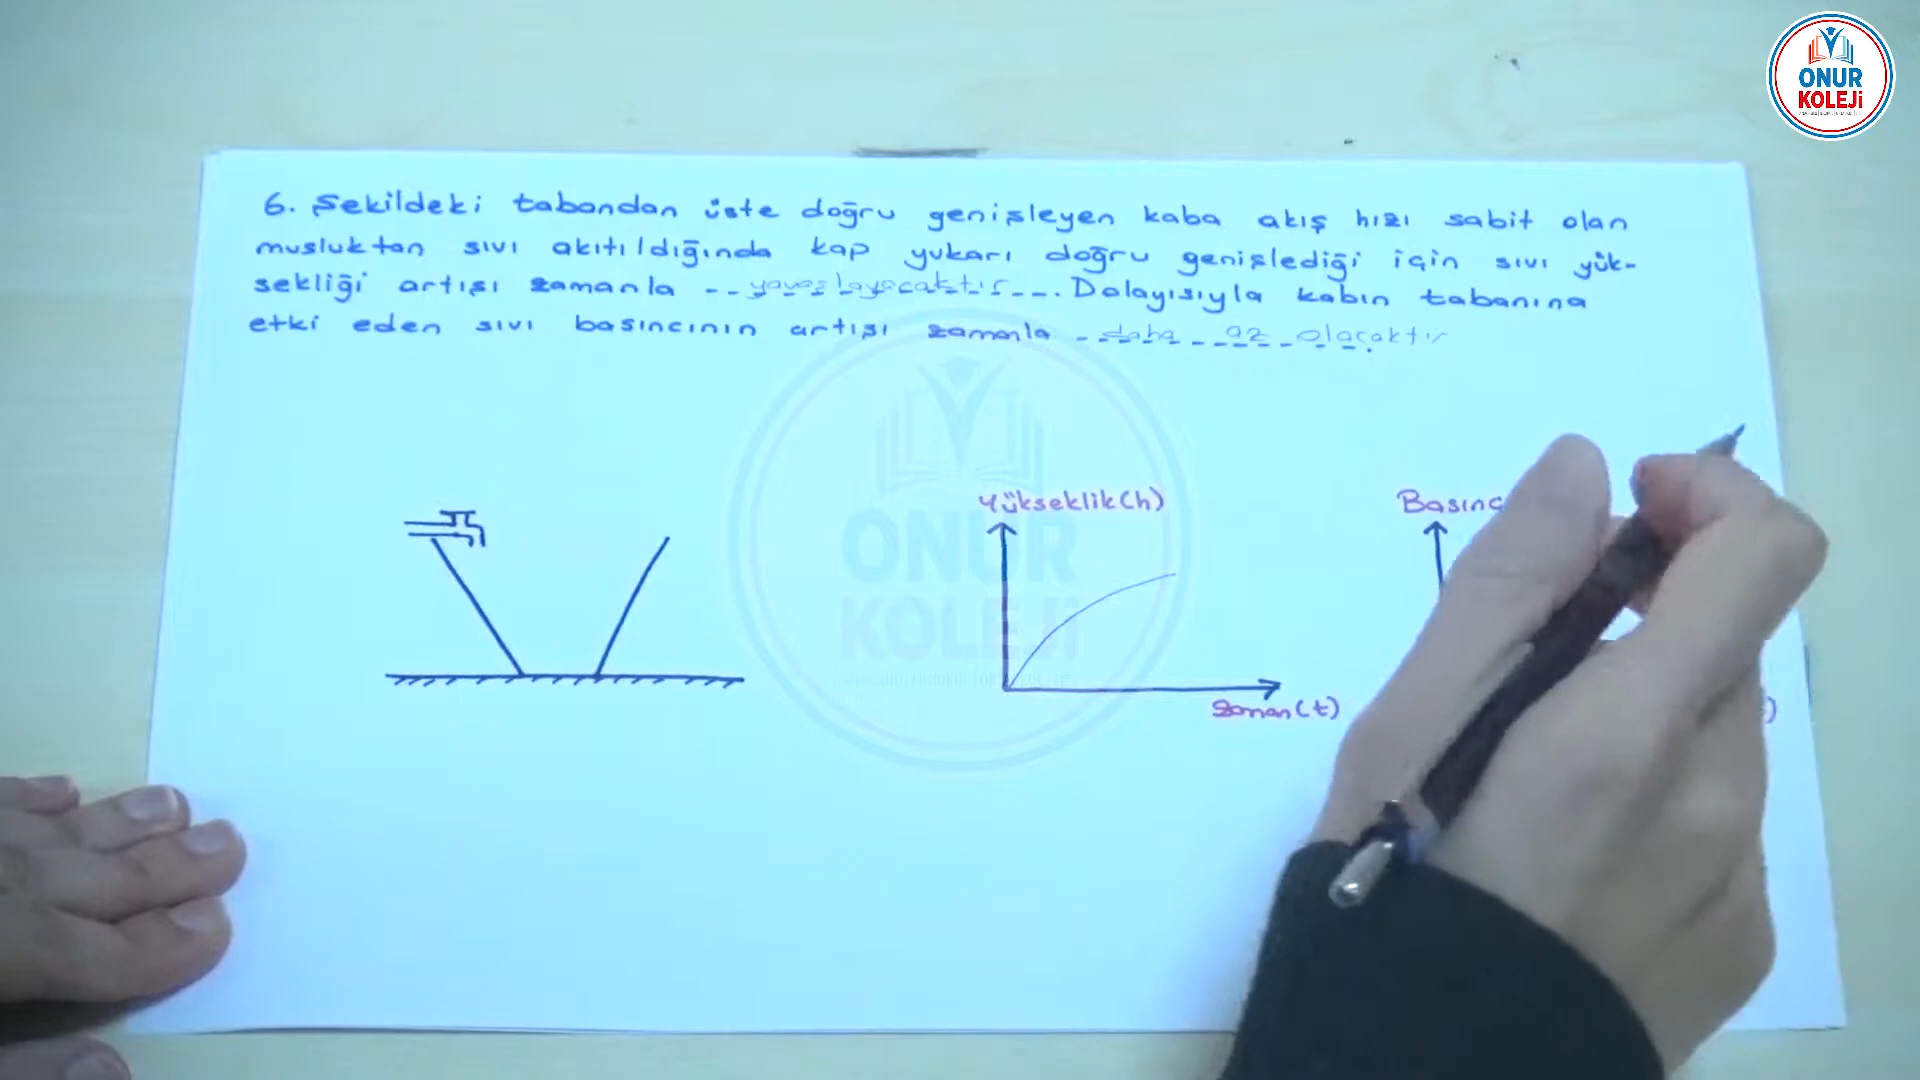 ONUR
KOLEJİ
6. Şekildeki tabandan üste doğru genişleyen kaba akış hızı sabit olan
musluktan sıvı akıtıldığında kap yukarı doğru genişlediği için sıvı yük-
sekliği artışı zamanla yavaşlayacaktır. Dolayısıyla kabın tabanına
etki eden sıvı basıncının artışı zamanla daha az olacaktır
Yükseklik(h)
Basınç
ONUR
KOLEJİ
Zaman(t)